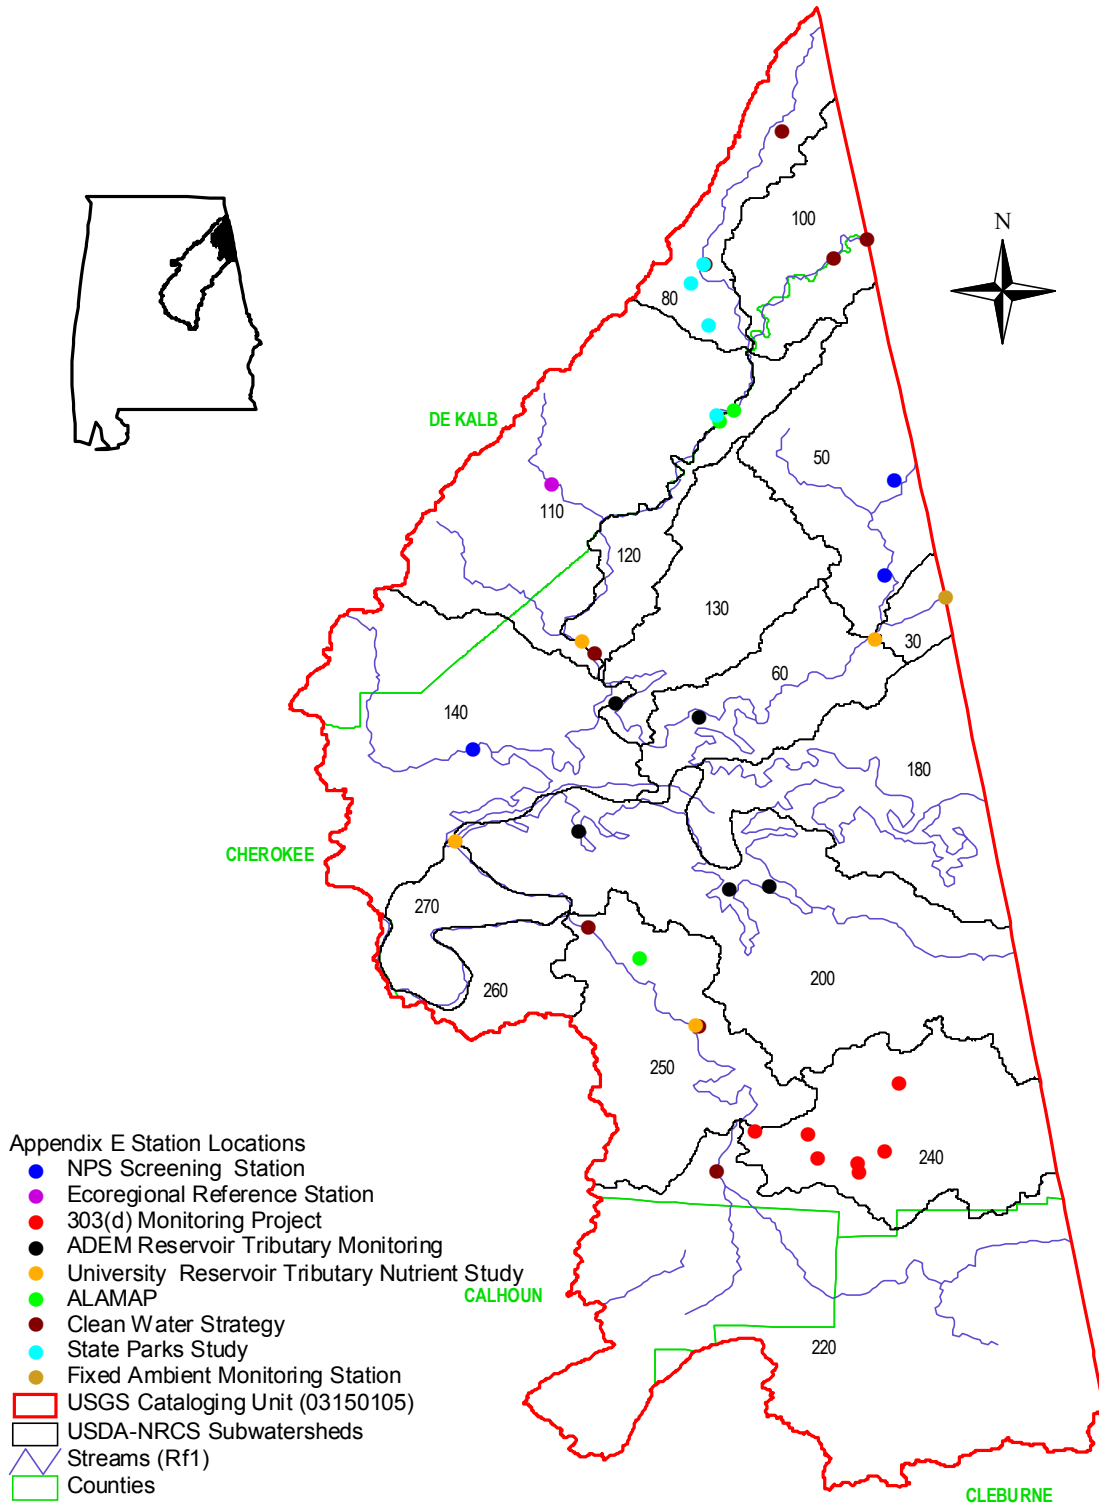 N
100
80
DE KALB
50
110
120
130
30
60
140
180
CHEROKEE
270
260
200
250
240
Appendix E Station Locations
NPS Screening Station
Ecoregional Reference Station
303(d) Monitoring Project
ADEM Reservoir Tributary Monitoring
University Reservoir Tributary Nutrient Study
ALAMAP
CALHOUN
Clean Water Strategy
State Parks Study
220
Fixed Ambient Monitoring Station
USGS Cataloging Unit (03150105)
USDA-NRCS Subwatersheds
Streams (Rf1)
Counties
CLEBURNE